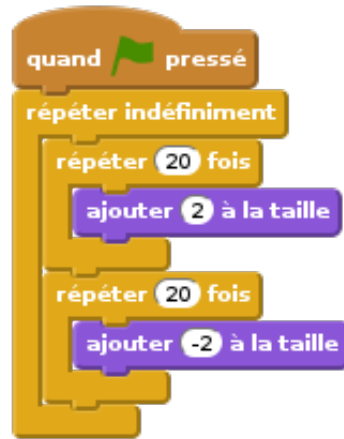 quand pressé
répéter indéfiniment
répéter 20 fois
ajouter 2 à la taille
répéter 20 fois
ajouter -2 à la taille